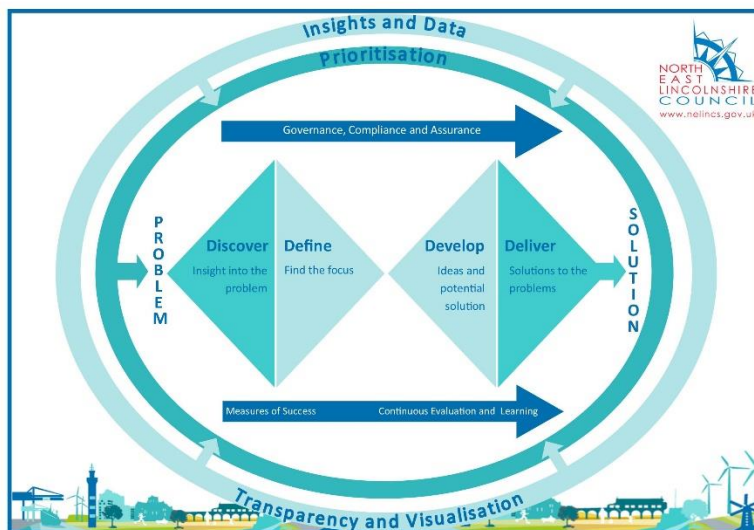 Insights and Data
Prioritisation
NORTH
EAST
LINCOLNSHIRE
COUNCIL
www.nelincs.gov.uk
Governance, Compliance and Assurance
PROBLEM
Discover
Insight into the
problem
Define
Find the focus
Develop
Ideas and
potential
solution
Deliver
Solutions to the
problems
SOLUTION
Measures of Success
Continuous Evaluation and Learning
Transparency and Visualisation